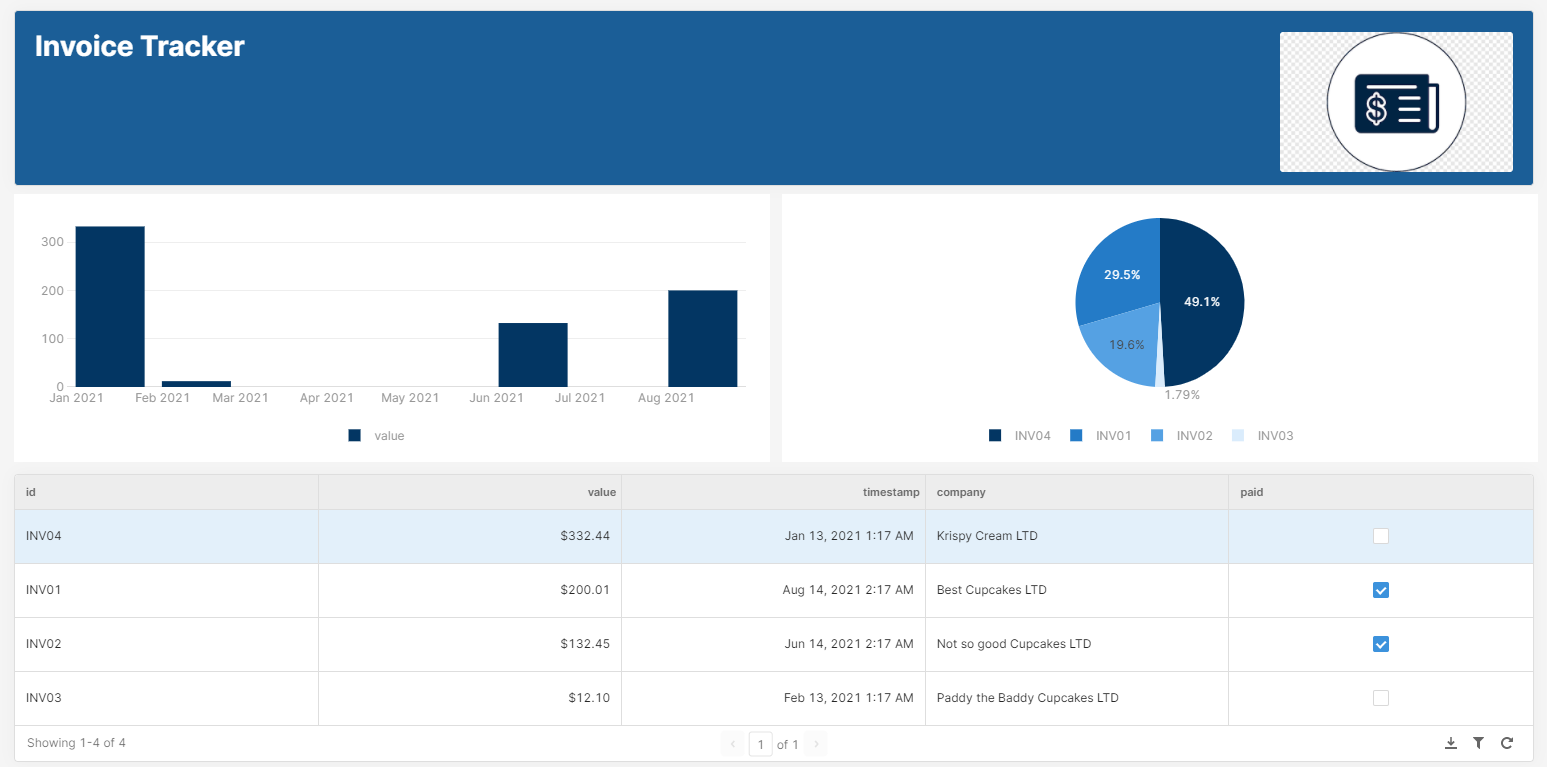 Invoice Tracker
$
300
200
100
0
Jan 2021 Feb 2021 Mar 2021 Apr 2021 May 2021 Jun 2021 Jul 2021 Aug 2021
value
29.5%
49.1%
19.6%
1.79%
INV04 INV01 INV02 INV03
id value timestamp company paid
INV04 $332.44 Jan 13, 2021 1:17 AM Krispy Cream LTD
INV01 $200.01 Aug 14, 2021 2:17 AM Best Cupcakes LTD
INV02 $132.45 Jun 14, 2021 2:17 AM Not so good Cupcakes LTD
INV03 $12.10 Feb 13, 2021 1:17 AM Paddy the Baddy Cupcakes LTD
Showing 1-4 of 4 ‹ 1 of 1 ›